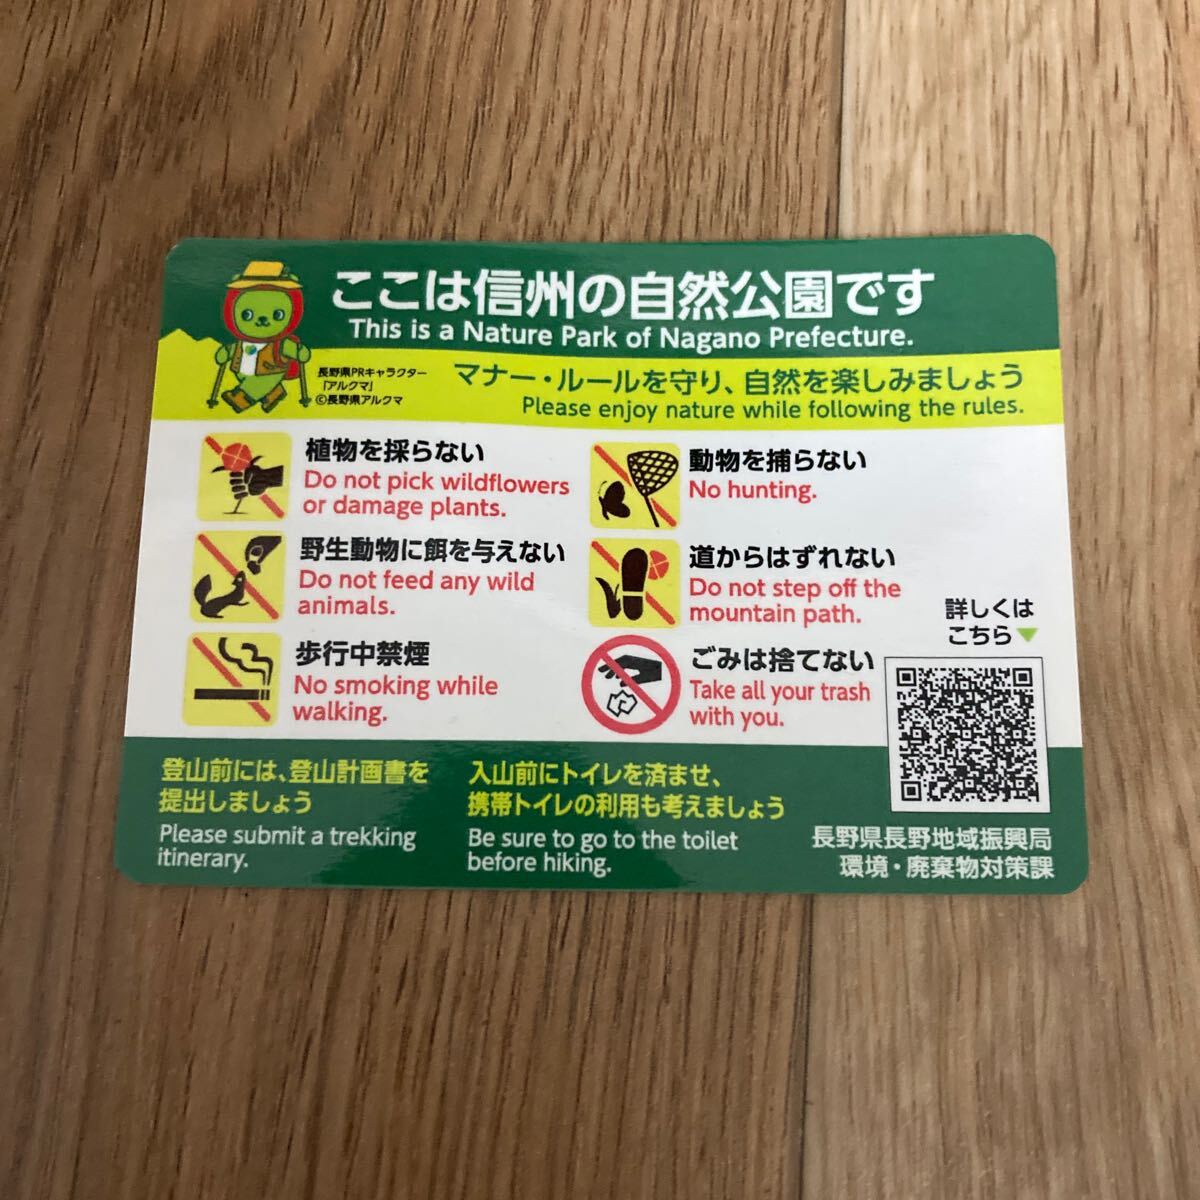 ここは信州の自然公園です
This is a Nature Park of Nagano Prefecture.
長野県PRキャラクター
「アルクマ」
©長野県アルクマ
マナー・ルールを守り、自然を楽しみましょう
Please enjoy nature while following the rules.
植物を採らない
Do not pick wildflowers
or damage plants.
動物を捕らない
No hunting.
野生動物に餌を与えない
Do not feed any wild
animals.
道からはずれない
Do not step off the
mountain path.
歩行中禁煙
No smoking while
walking.
ごみは捨てない
Take all your trash
with you.
詳しくは
こちら▼
登山前には、登山計画書を
提出しましょう
Please submit a trekking
itinerary.
入山前にトイレを済ませ、
携帯トイレの利用も考えましょう
Be sure to go to the toilet
before hiking.
長野県長野地域振興局
環境・廃棄物対策課